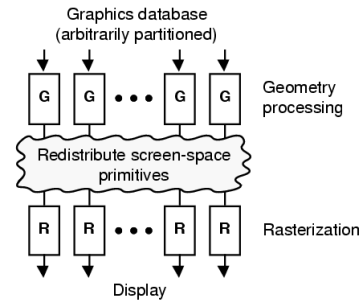 Graphics database
(arbitrarily partitioned)
G G G G
Geometry
processing
Redistribute screen-space
primitives
R R R R
Rasterization
Display